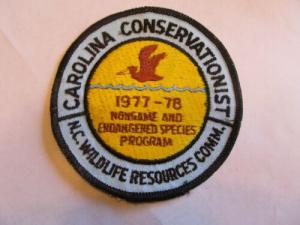 CAROLINA CONSERVATIONIST
1977-78
NONGAME AND
ENDANGERED SPECIES
PROGRAM
N.C. WILDLIFE RESOURCES COMM.